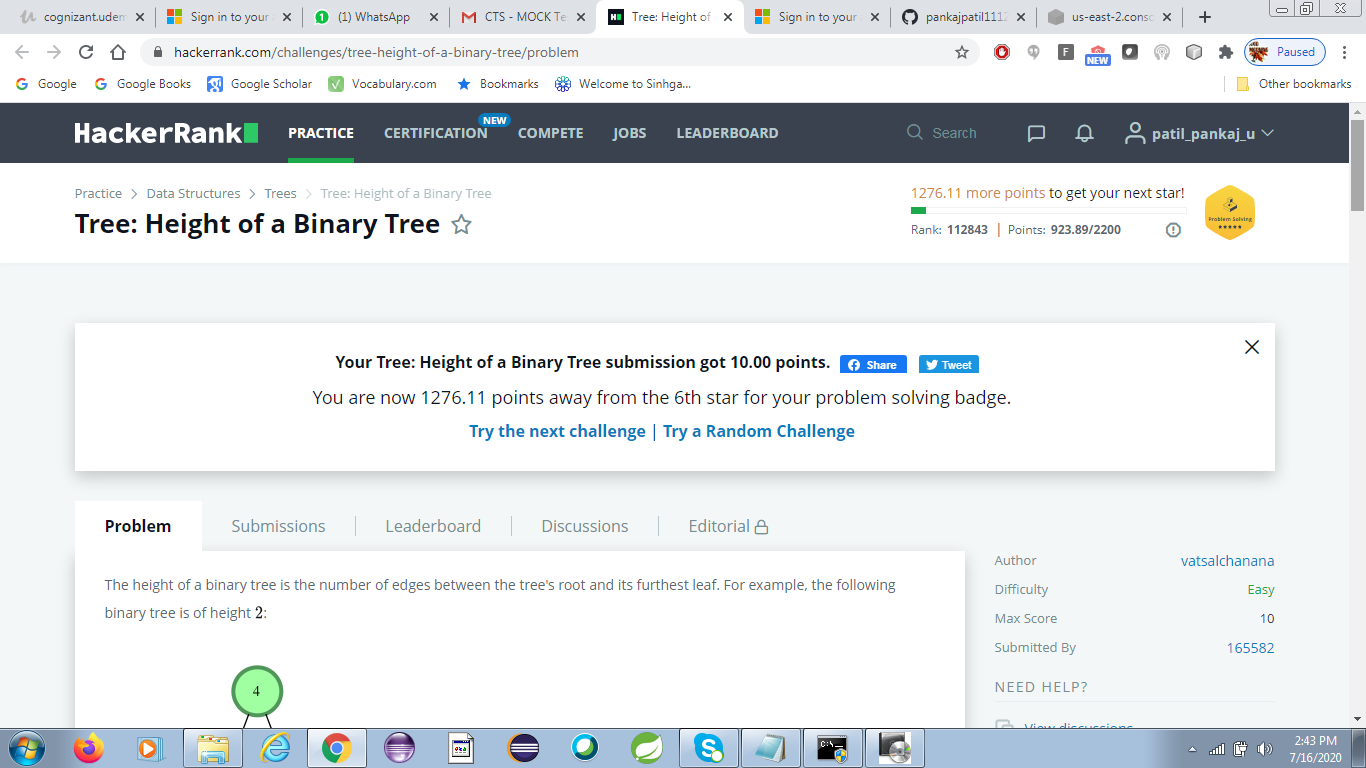 cognizant.udem
Sign in to your
(1) WhatsApp
CTS - MOCK Te
Tree: Height of
Sign in to your
pankajpatil1112
us-east-2.consc
hackerrank.com/challenges/tree-height-of-a-binary-tree/problem
F
NEW
Paused
Google
Google Books
Google Scholar
Vocabulary.com
Bookmarks
Welcome to Sinhga...
Other bookmarks
HackerRank
PRACTICE
CERTIFICATION
NEW
COMPETE
JOBS
LEADERBOARD
Search
patil_pankaj_u
Practice > Data Structures > Trees > Tree: Height of a Binary Tree
Tree: Height of a Binary Tree
1276.11 more points to get your next star!
Rank: 112843 | Points: 923.89/2200
Problem Solving
Your Tree: Height of a Binary Tree submission got 10.00 points.
Share
Tweet
You are now 1276.11 points away from the 6th star for your problem solving badge.
Try the next challenge | Try a Random Challenge
Problem
Submissions
Leaderboard
Discussions
Editorial
The height of a binary tree is the number of edges between the tree's root and its furthest leaf. For example, the following
binary tree is of height 2:
4
Author vatsalchanana
Difficulty Easy
Max Score 10
Submitted By 165582
NEED HELP?
View discussions
2:43 PM
7/16/2020